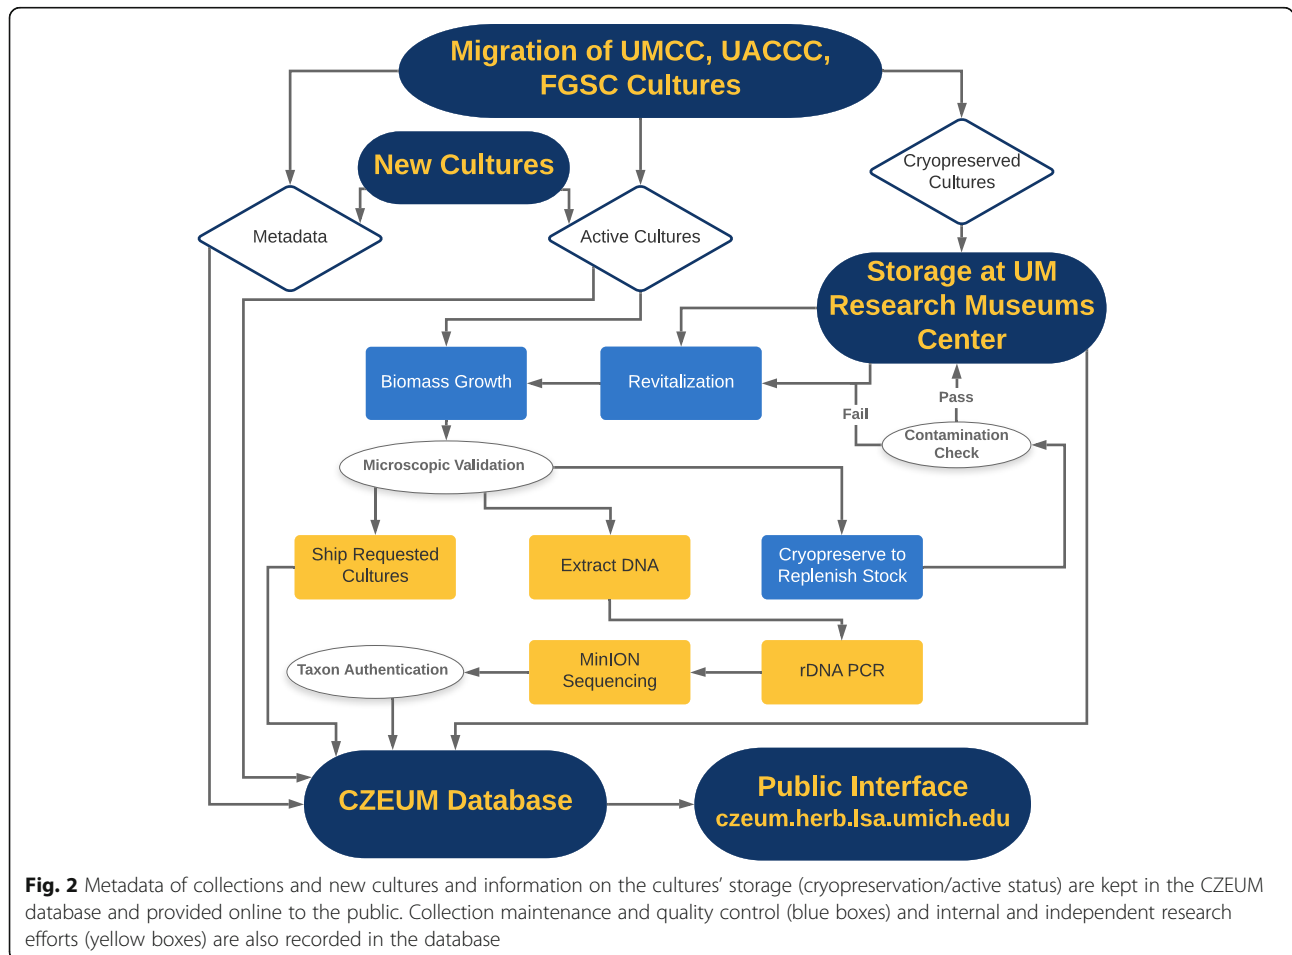 Migration of UMCC, UACCC,
FGSC Cultures
New Cultures
Cryopreserved
Cultures
Metadata
Active Cultures
Storage at UM
Research Museums
Center
Biomass Growth
Revitalization
Pass
Fail
Contamination
Check
Microscopic Validation
Ship Requested
Cultures
Extract DNA
Cryopreserve to
Replenish Stock
Taxon Authentication
MinION
Sequencing
rDNA PCR
CZEUM Database
Public Interface
czeum.herb.lsa.umich.edu
Fig. 2 Metadata of collections and new cultures and information on the cultures’ storage (cryopreservation/active status) are kept in the CZEUM
database and provided online to the public. Collection maintenance and quality control (blue boxes) and internal and independent research
efforts (yellow boxes) are also recorded in the database